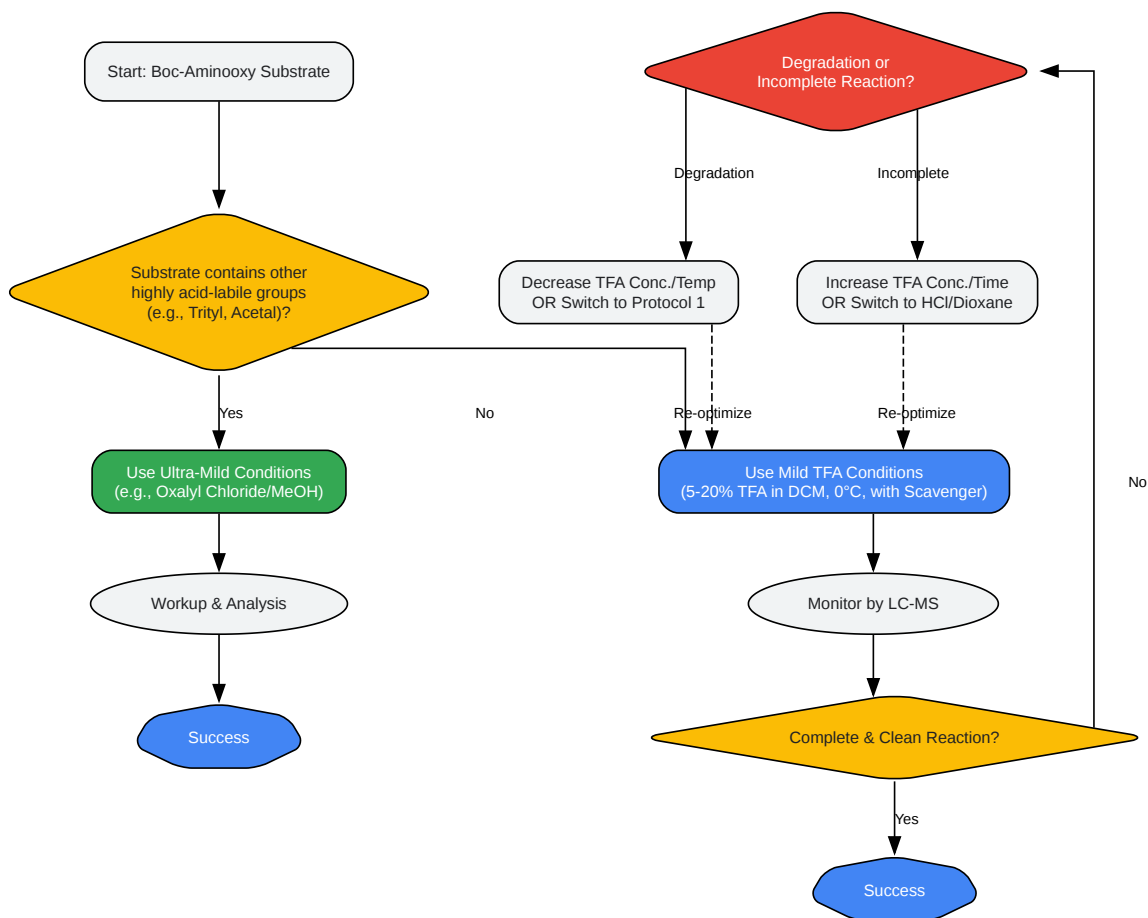 Start: Boc-Aminooxy Substrate
Substrate contains other
highly acid-labile groups
(e.g., Trityl, Acetal)?
Yes
No
Use Ultra-Mild Conditions
(e.g., Oxalyl Chloride/MeOH)
Workup & Analysis
Success
Degradation or
Incomplete Reaction?
Degradation
Incomplete
Decrease TFA Conc./Temp
OR Switch to Protocol 1
Increase TFA Conc./Time
OR Switch to HCl/Dioxane
Re-optimize
Re-optimize
Use Mild TFA Conditions
(5-20% TFA in DCM, 0°C, with Scavenger)
No
Monitor by LC-MS
Complete & Clean Reaction?
Yes
Success